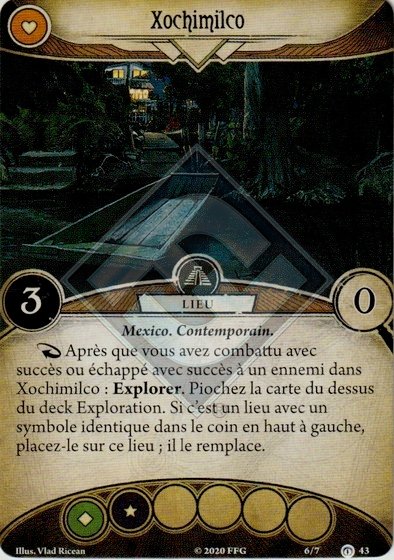 Xochimilco
3
LIEU
0
Mexico. Contemporain.
Après que vous avez combattu avec
succès ou échappé avec succès à un ennemi dans
Xochimilco : Explorer. Piochez la carte du dessus
du deck Exploration. Si c'est un lieu avec un
symbole identique dans le coin en haut à gauche,
placez-le sur ce lieu ; il le remplace.
Illus. Vlad Ricean © 2020 FFG 6/7 43